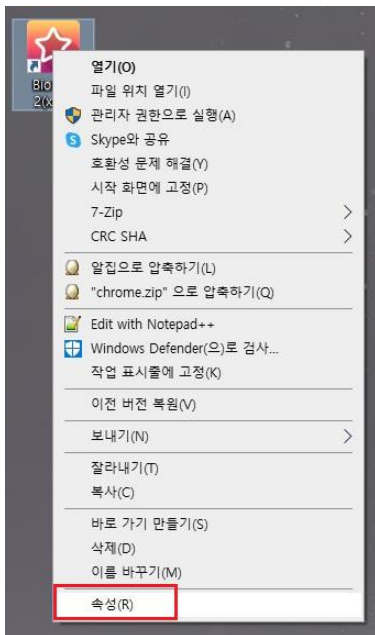 Bio
2(x
열기(O)
파일 위치 열기(I)
관리자 권한으로 실행(A)
Skype와 공유
호환성 문제 해결(Y)
시작 화면에 고정(P)
7-Zip
CRC SHA
알집으로 압축하기(L)
"chrome.zip" 으로 압축하기(Q)
Edit with Notepad++
Windows Defender(으)로 검사...
작업 표시줄에 고정(K)
이전 버전 복원(V)
보내기(N)
잘라내기(T)
복사(C)
바로 가기 만들기(S)
삭제(D)
이름 바꾸기(M)
속성(R)